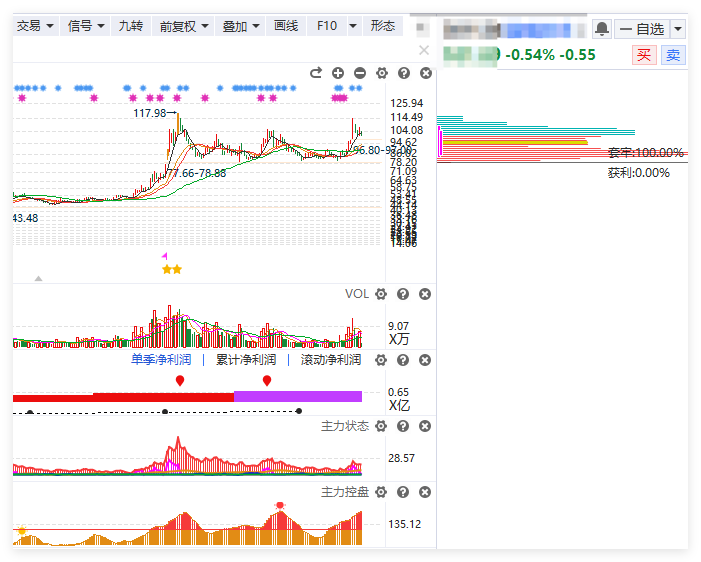 交易 信号 九转 前复权 叠加 画线 F10 形态
自选
-0.54% -0.55 买 卖
125.94
117.98→
114.49
104.08
94.62
78.20
77.66-78.88
71.09
64.63
58.75
43.48
14.06
套牢:100.00%
获利:0.00%
VOL
9.07
X万
单季净利润 | 累计净利润 | 滚动净利润
0.65
X亿
主力状态
28.57
主力控盘
135.12